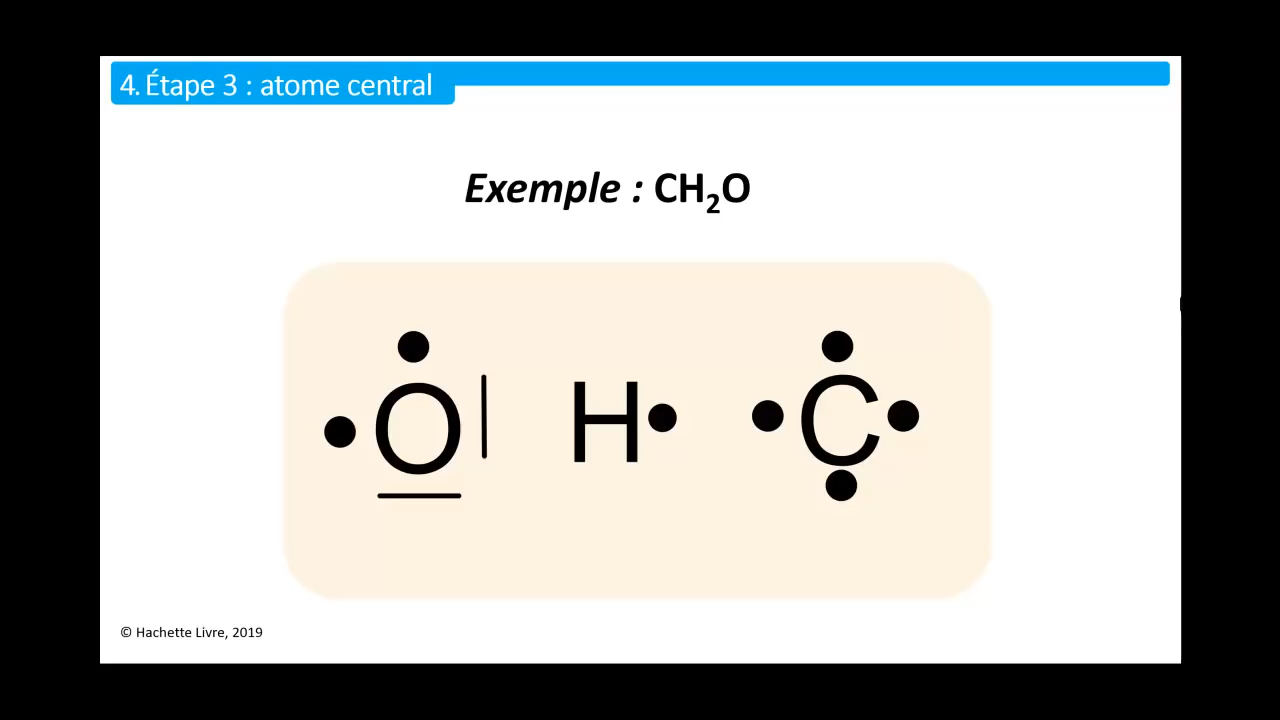 4. Étape 3 : atome central
Exemple : CH₂O
O H C
© Hachette Livre, 2019